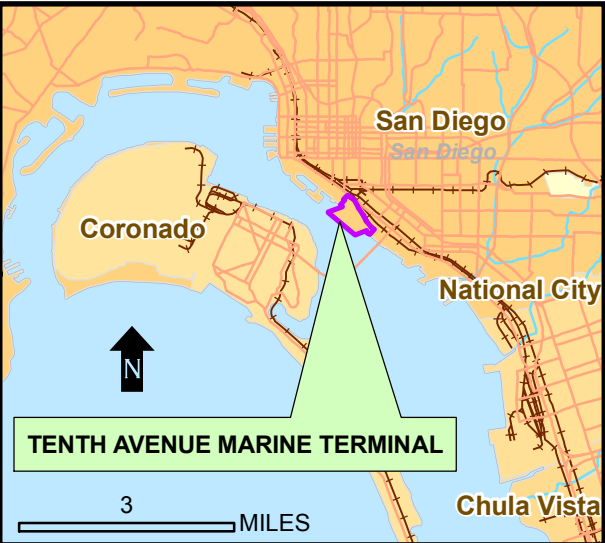 San Diego
San Diego
Coronado
National City
N
TENTH AVENUE MARINE TERMINAL
Chula Vista
3
MILES